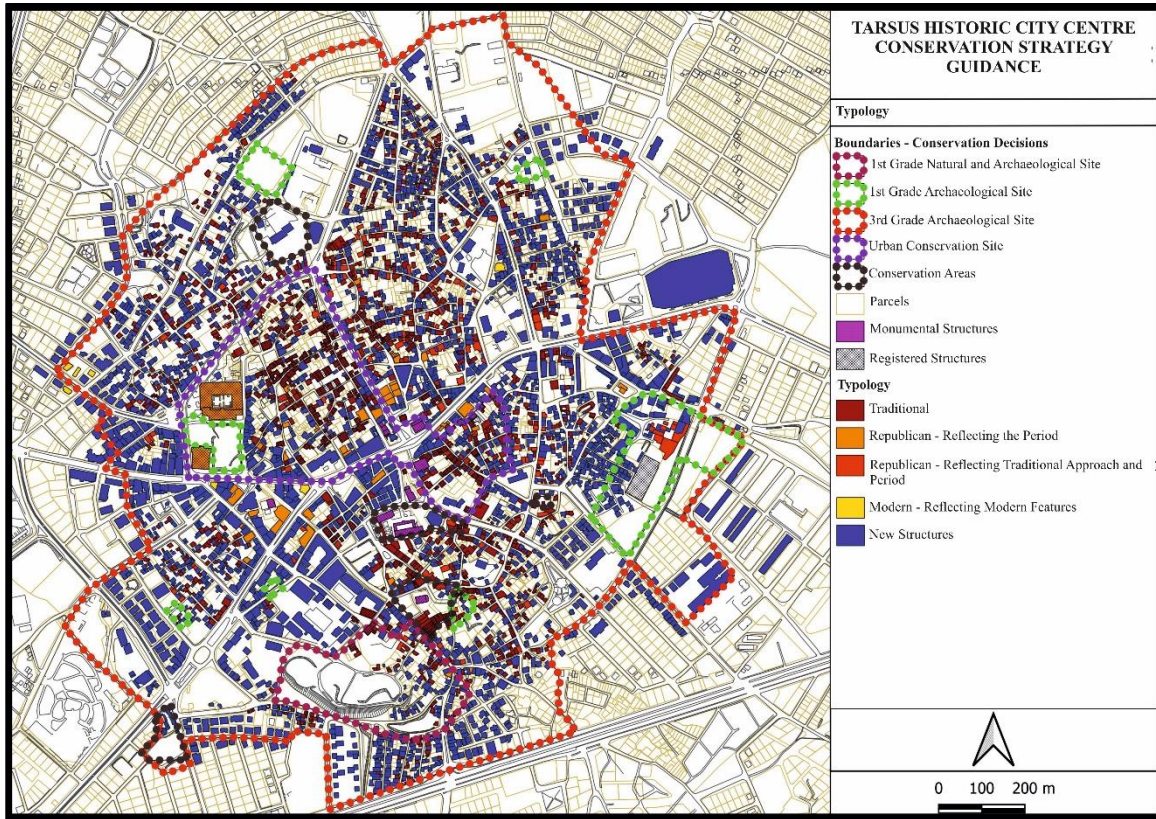 TARSUS HISTORIC CITY CENTRE
CONSERVATION STRATEGY
GUIDANCE
Typology
Boundaries - Conservation Decisions
1st Grade Natural and Archaeological Site
1st Grade Archaeological Site
3rd Grade Archaeological Site
Urban Conservation Site
Conservation Areas
Parcels
Monumental Structures
Registered Structures
Typology
Traditional
Republican - Reflecting the Period
Republican - Reflecting Traditional Approach and
Period
Modern - Reflecting Modern Features
New Structures
0 100 200 m